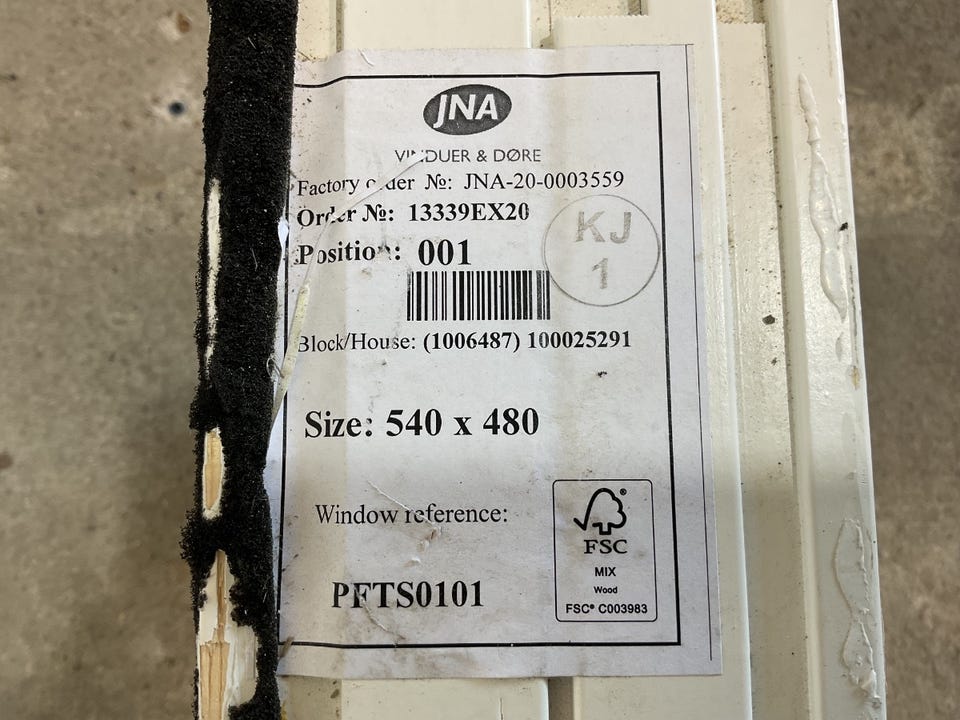 JNA
VINDUER & DØRE
Factory order №: JNA-20-0003559
Order №: 13339EX20
KJ
1
Position: 001
Block/House: (1006487) 100025291
Size: 540 x 480
Window reference:
PFTS0101
®
FSC
MIX
Wood
FSC® C003983